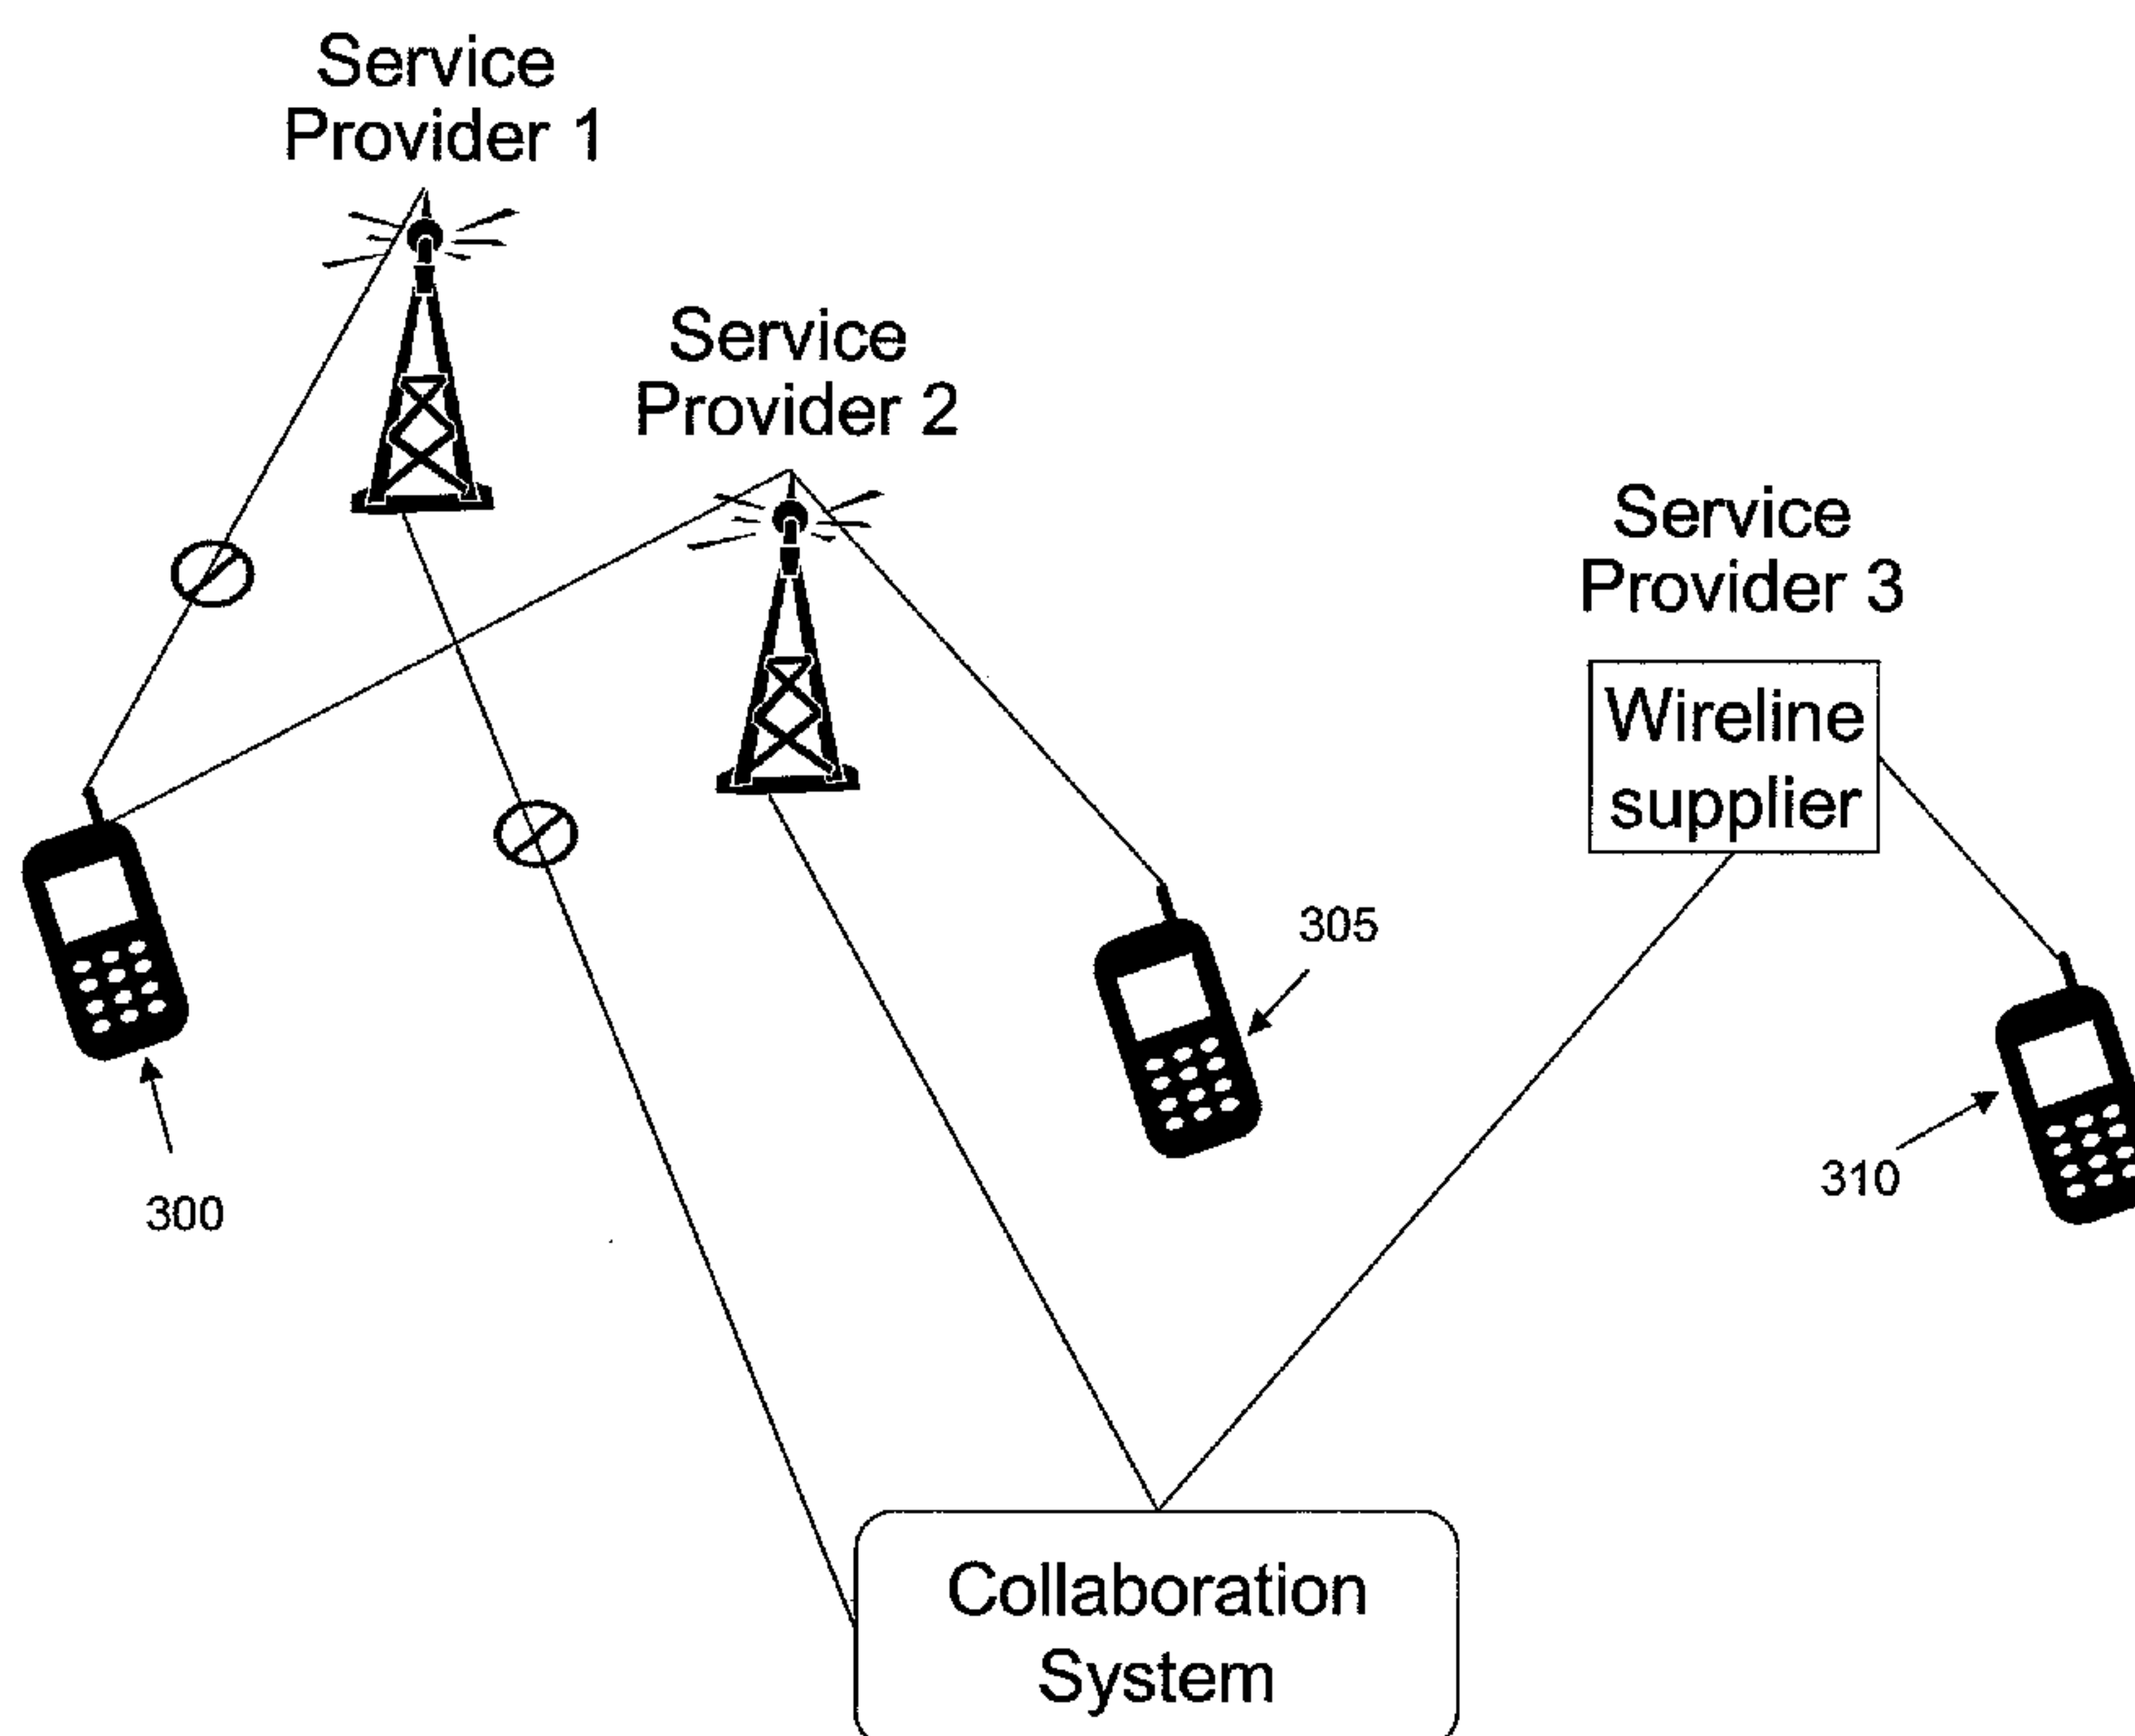 Service
Provider 1
Service
Provider 2
Service
Provider 3
Wireline
supplier
305
310
300
Collaboration
System